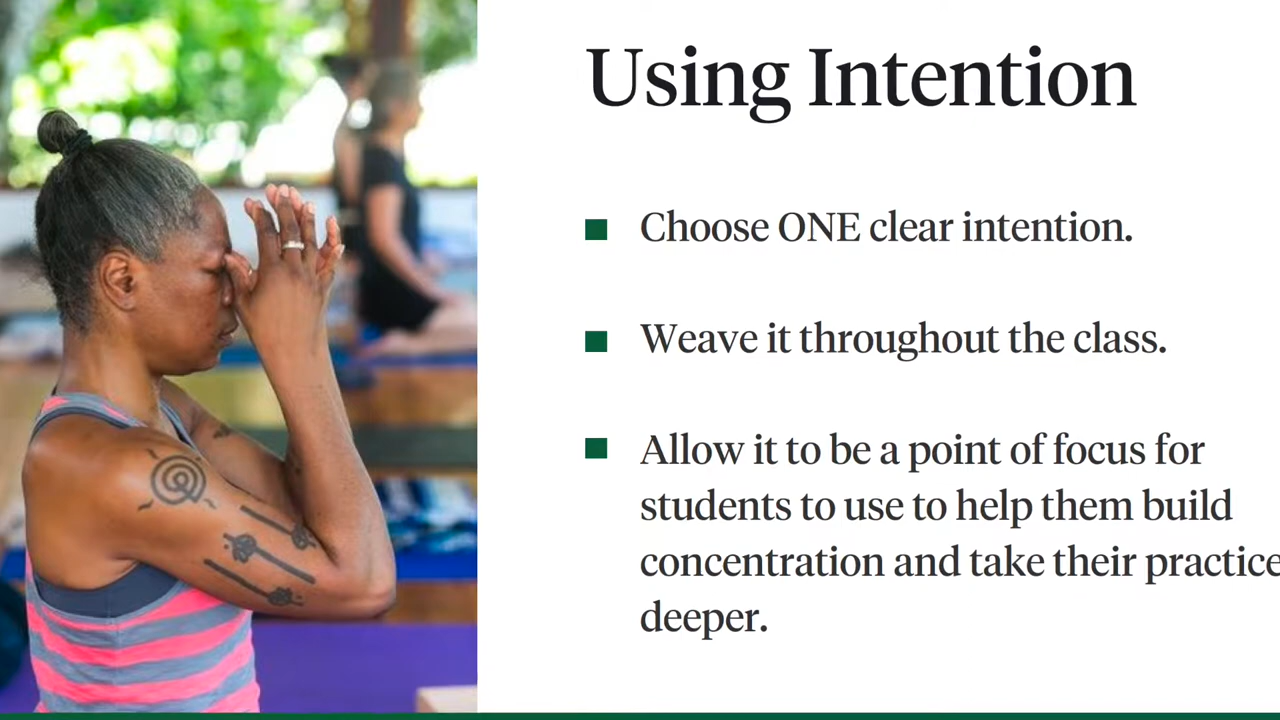 Using Intention
Choose ONE clear intention.
Weave it throughout the class.
Allow it to be a point of focus for
students to use to help them build
concentration and take their practice
deeper.